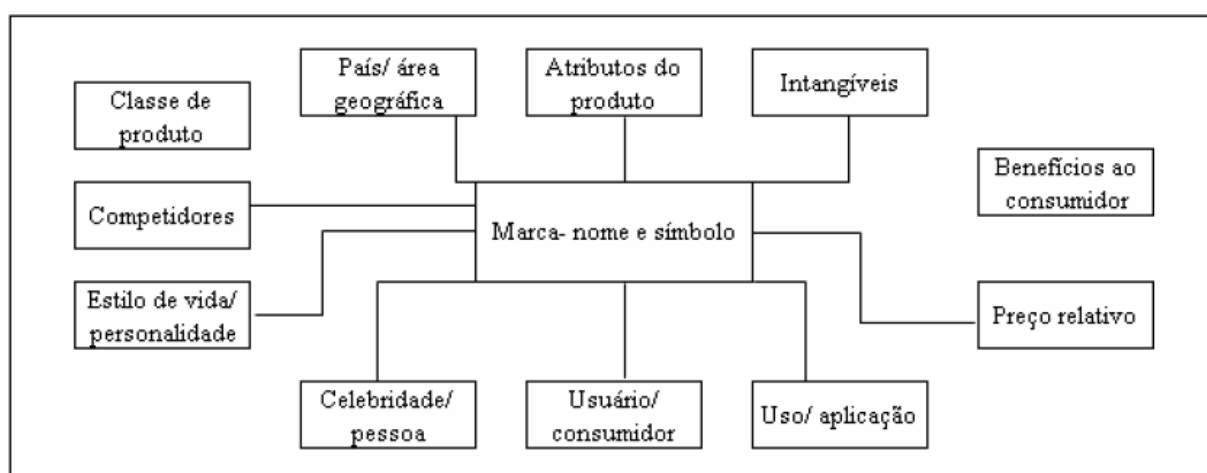 País/ área
geográfica
Atributos do
produto
Intangíveis
Classe de
produto
Benefícios ao
consumidor
Competidores
Marca- nome e símbolo
Estilo de vida/
personalidade
Preço relativo
Celebridade/
pessoa
Usuário/
consumidor
Uso/ aplicação